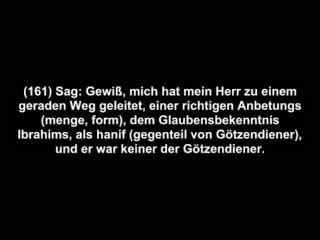 (161) Sag: Gewiß, mich hat mein Herr zu einem
geraden Weg geleitet, einer richtigen Anbetungs
(menge, form), dem Glaubensbekenntnis
Ibrahims, als hanif (gegenteil von Götzendiener),
und er war keiner der Götzendiener.